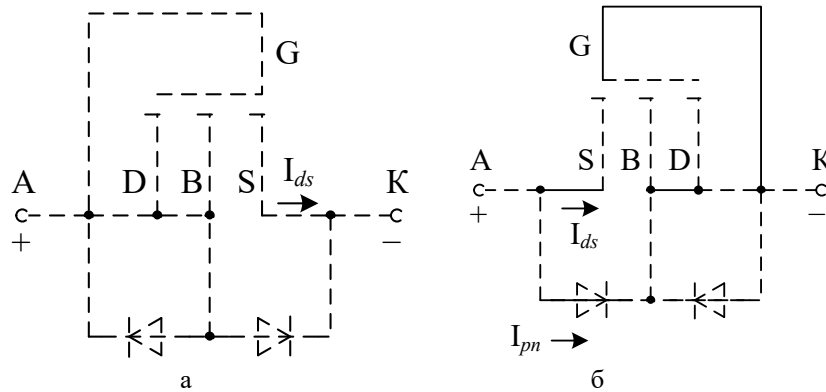 G
D B S I_ds
А К
+ −
а
G
А S B D К
+ I_ds −
I_pn
б